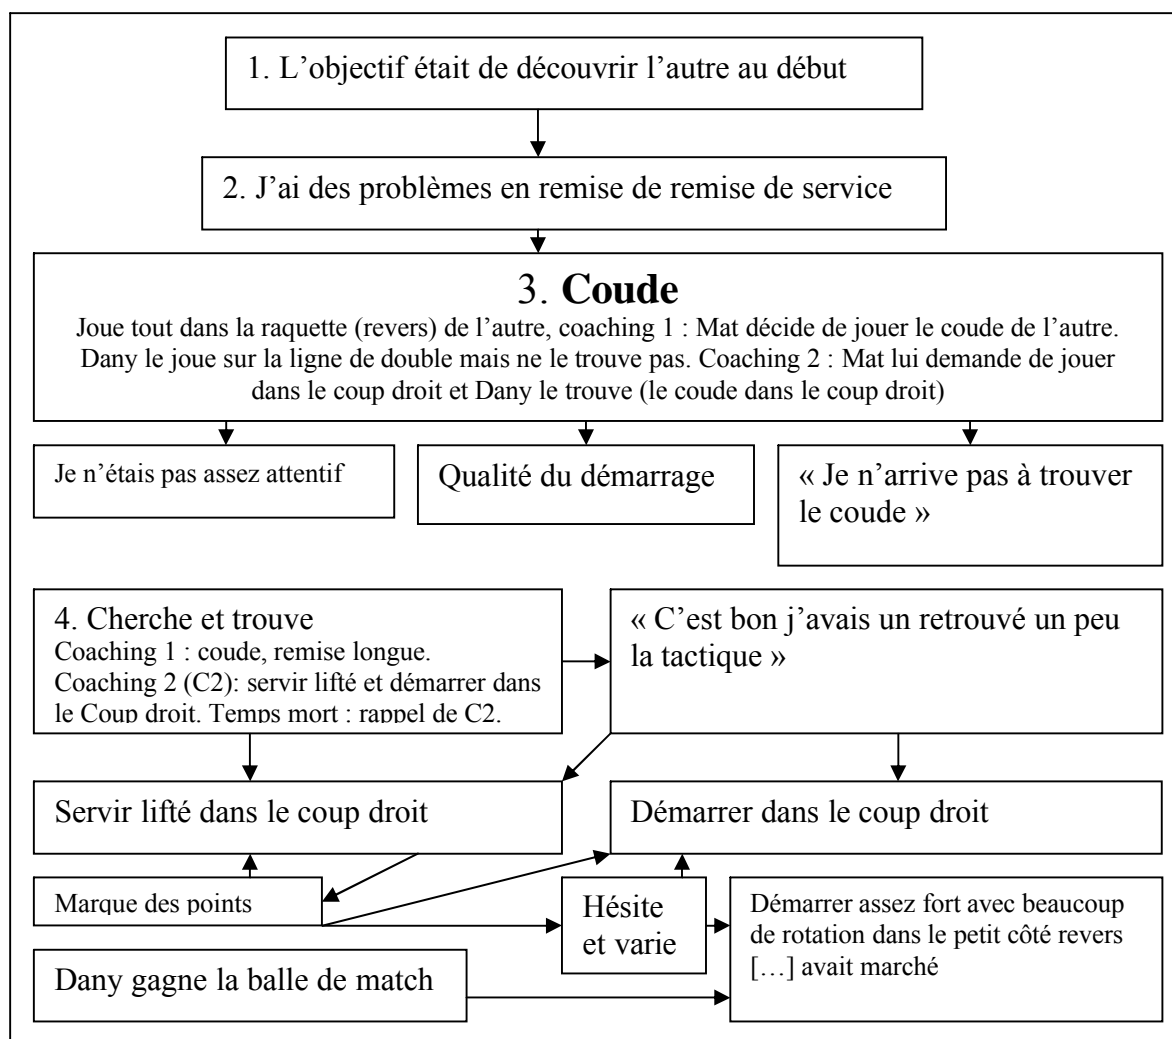 1. L’objectif était de découvrir l’autre au début
2. J’ai des problèmes en remise de remise de service
3. Coude
Joue tout dans la raquette (revers) de l’autre, coaching 1 : Mat décide de jouer le coude de l’autre.
Dany le joue sur la ligne de double mais ne le trouve pas. Coaching 2 : Mat lui demande de jouer
dans le coup droit et Dany le trouve (le coude dans le coup droit)
Je n’étais pas assez attentif
Qualité du démarrage
« Je n’arrive pas à trouver
le coude »
4. Cherche et trouve
Coaching 1 : coude, remise longue.
Coaching 2 (C2): servir lifté et démarrer dans
le Coup droit. Temps mort : rappel de C2.
« C’est bon j’avais un retrouvé un peu
la tactique »
Servir lifté dans le coup droit
Démarrer dans le coup droit
Marque des points
Hésite
et varie
Démarrer assez fort avec beaucoup
de rotation dans le petit côté revers
[…] avait marché
Dany gagne la balle de match